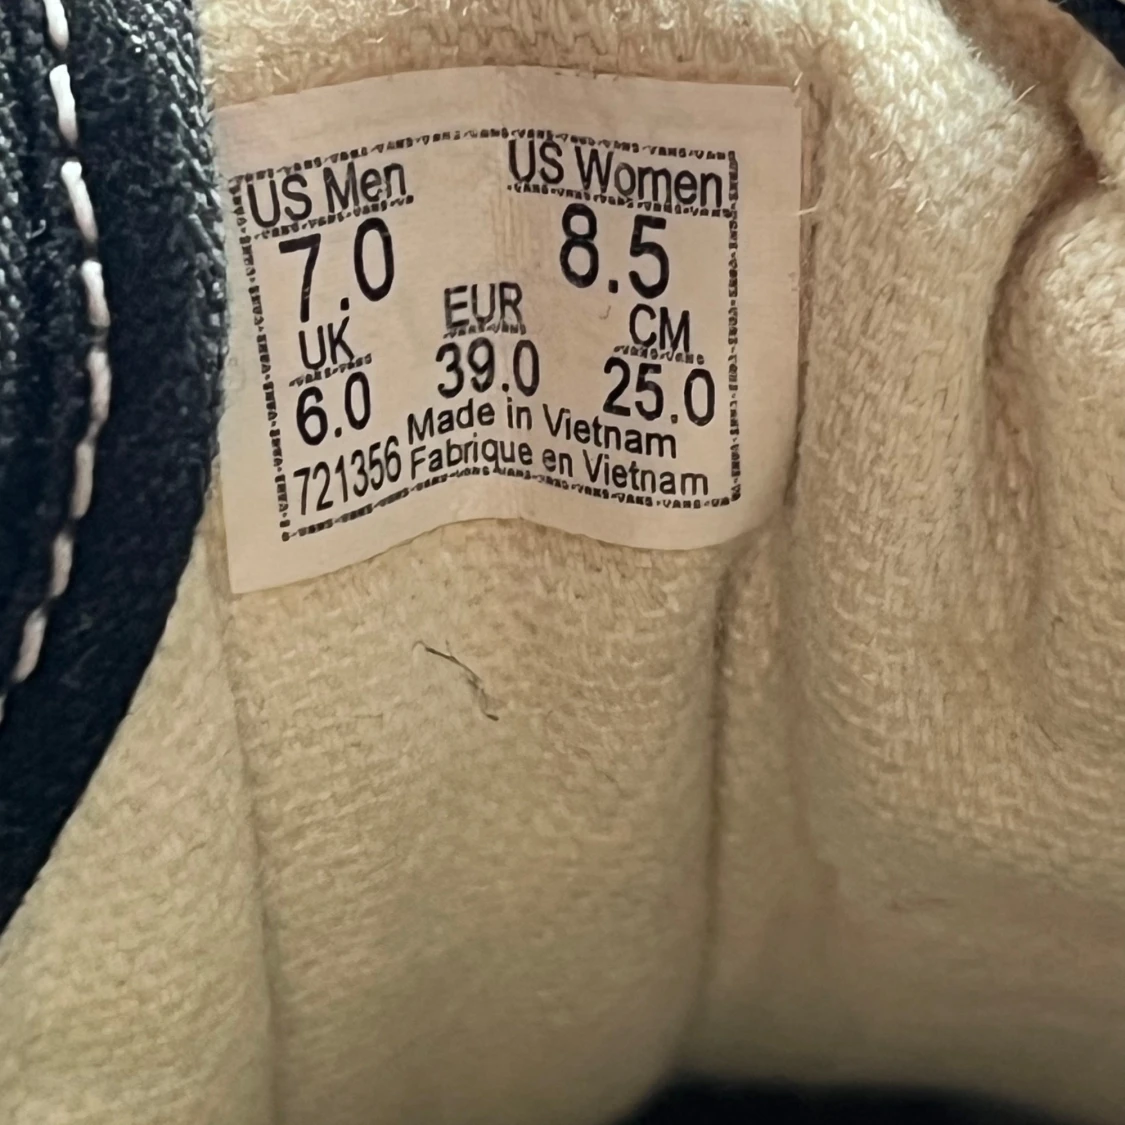 US Men US Women
7.0 8.5
UK EUR CM
6.0 39.0 25.0
Made in Vietnam
721356 Fabrique en Vietnam